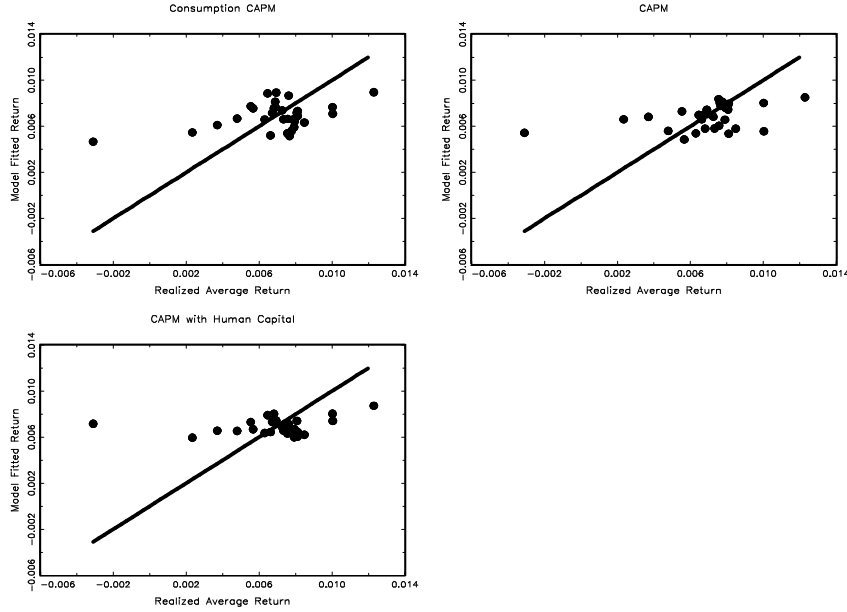 Consumption CAPM
0.014
0.010
0.006
0.002
−0.002
−0.006
Model Fitted Return
−0.006 −0.002 0.002 0.006 0.010 0.014
Realized Average Return
CAPM
0.014
0.010
0.006
0.002
−0.002
−0.006
Model Fitted Return
−0.006 −0.002 0.002 0.006 0.010 0.014
Realized Average Return
CAPM with Human Capital
0.014
0.010
0.006
0.002
−0.002
−0.006
Model Fitted Return
−0.006 −0.002 0.002 0.006 0.010 0.014
Realized Average Return